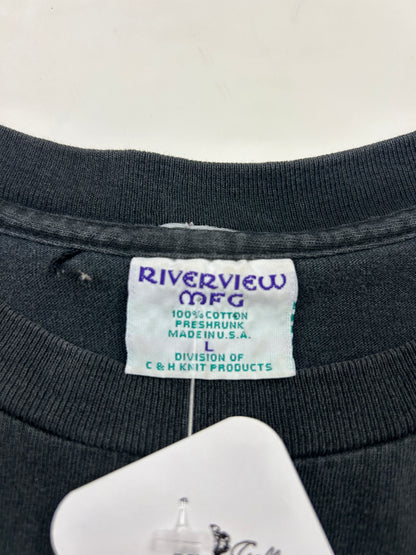 RIVERVIEW
MFG
100% COTTON
PRESHRUNK
MADE IN U.S.A.
L
DIVISION OF
C & H KNIT PRODUCTS